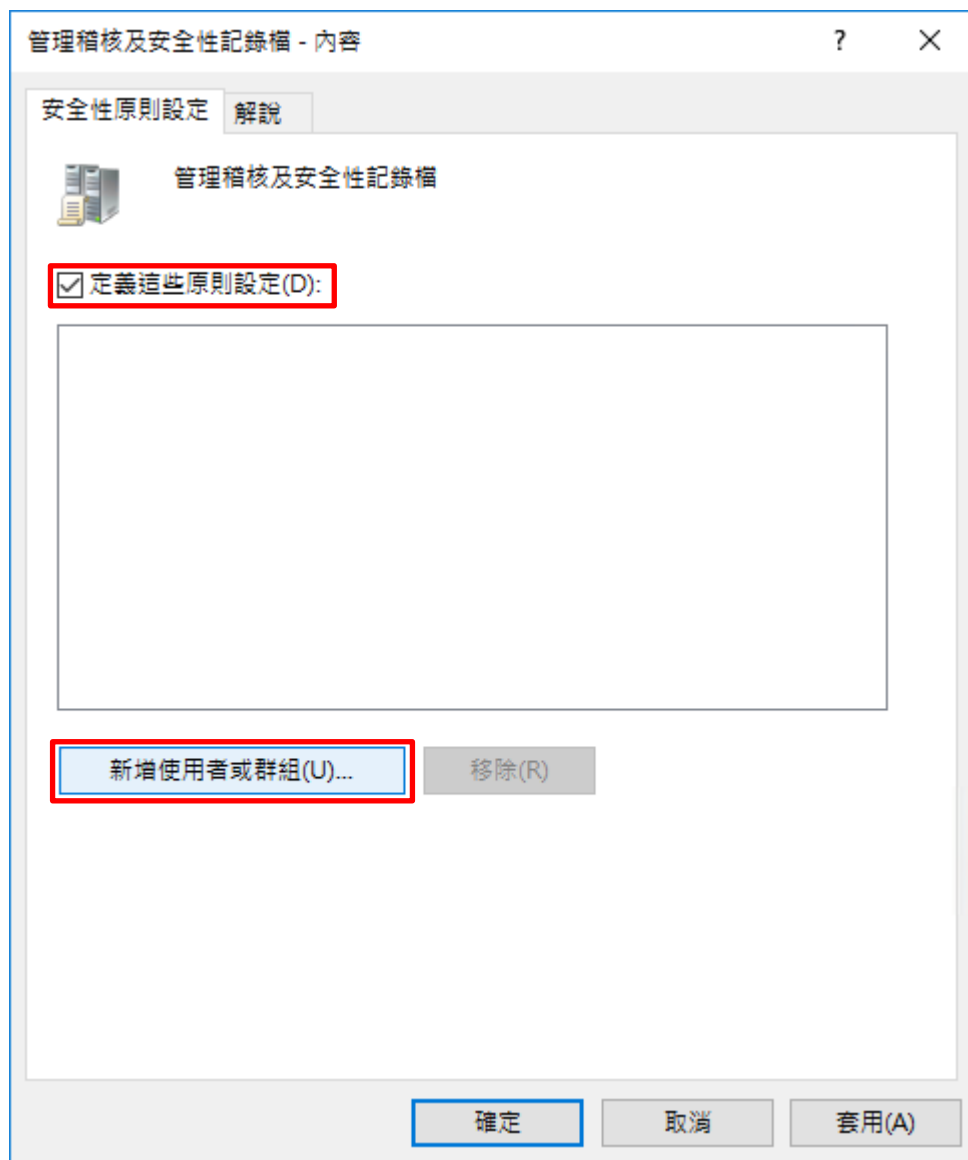 管理稽核及安全性記錄檔 - 內容
安全性原則設定 解說
管理稽核及安全性記錄檔
定義這些原則設定(D):
新增使用者或群組(U)... 移除(R)
確定 取消 套用(A)